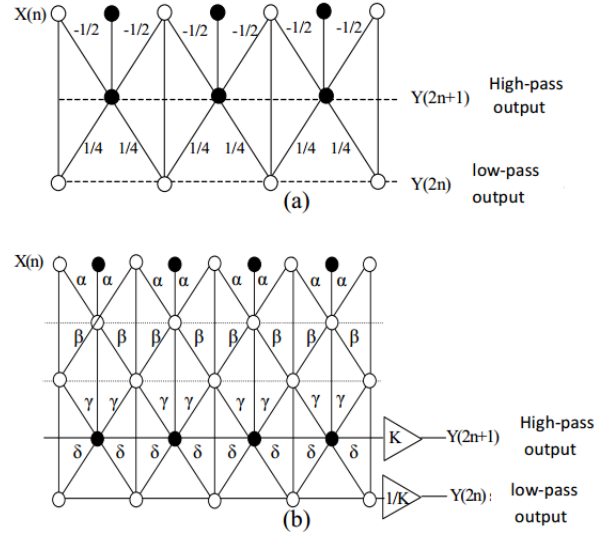 X(n) -1/2 -1/2 -1/2 -1/2 -1/2 -1/2
Y(2n+1) High-pass
output
1/4 1/4 1/4 1/4 1/4 1/4
Y(2n) low-pass
output
(a)
X(n)
α α α α α α α α
β β β β β β β β
γ γ γ γ γ γ γ γ
K Y(2n+1) High-pass
output
δ δ δ δ δ δ δ δ
1/K Y(2n) low-pass
output
(b)